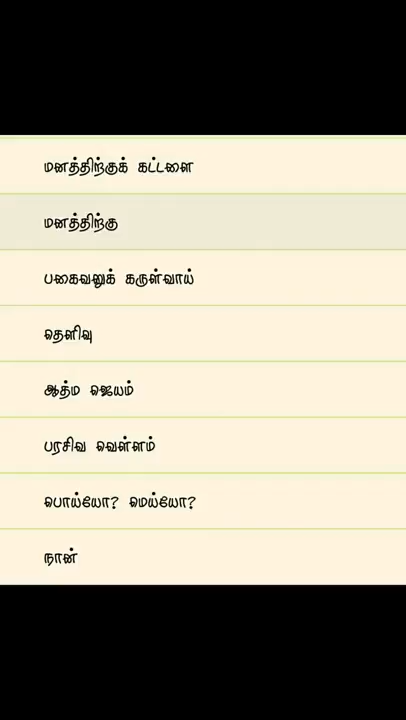 மனத்திற்குக் கட்டளை
மனத்திற்கு
பகைவனுக் கருள்வாய்
தெளிவு
ஆத்ம ஜெயம்
பரசிவ வெள்ளம்
பொய்யோ? மெய்யோ?
நான்